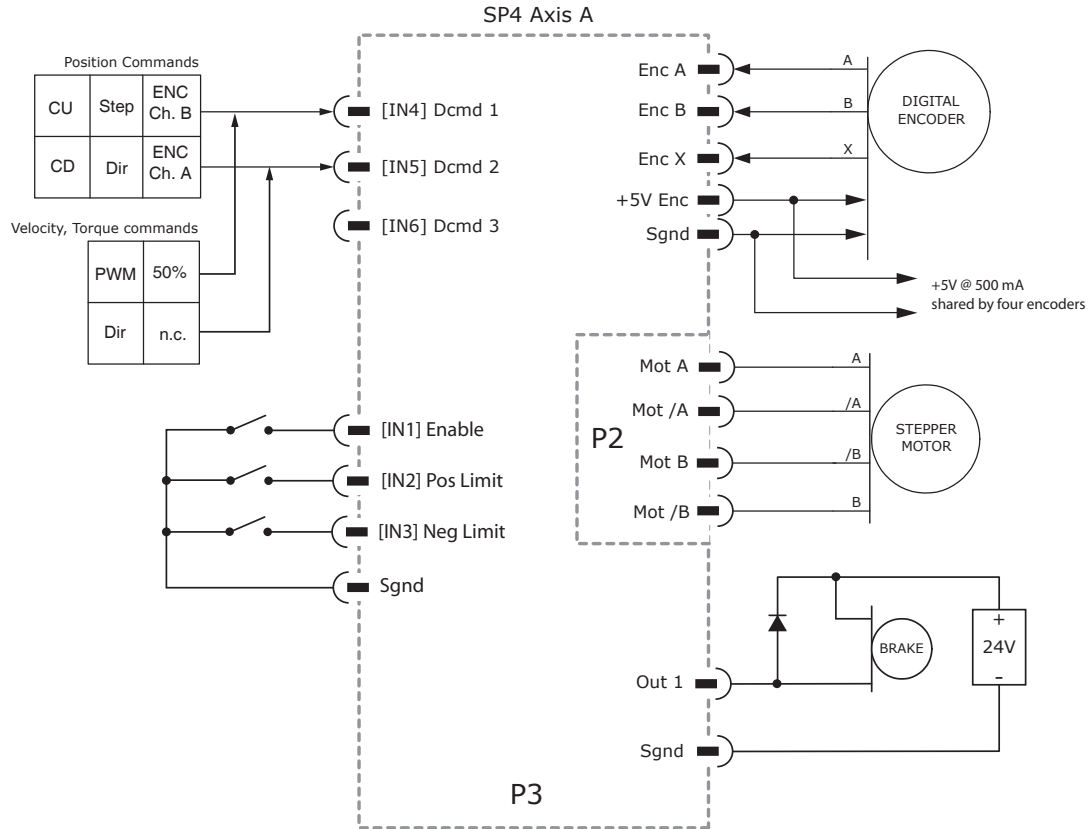 SP4 Axis A
Position Commands
CU
Step
ENC
Ch. B
CD
Dir
ENC
Ch. A
Velocity, Torque commands
PWM
50%
Dir
n.c.
[IN4] Dcmd 1
[IN5] Dcmd 2
[IN6] Dcmd 3
[IN1] Enable
[IN2] Pos Limit
[IN3] Neg Limit
Sgnd
Enc A
Enc B
Enc X
+5V Enc
Sgnd
A
B
X
DIGITAL
ENCODER
+5V @ 500 mA
shared by four encoders
P2
Mot A
Mot /A
Mot B
Mot /B
A
/A
/B
B
STEPPER
MOTOR
Out 1
Sgnd
BRAKE
+
24V
-
P3